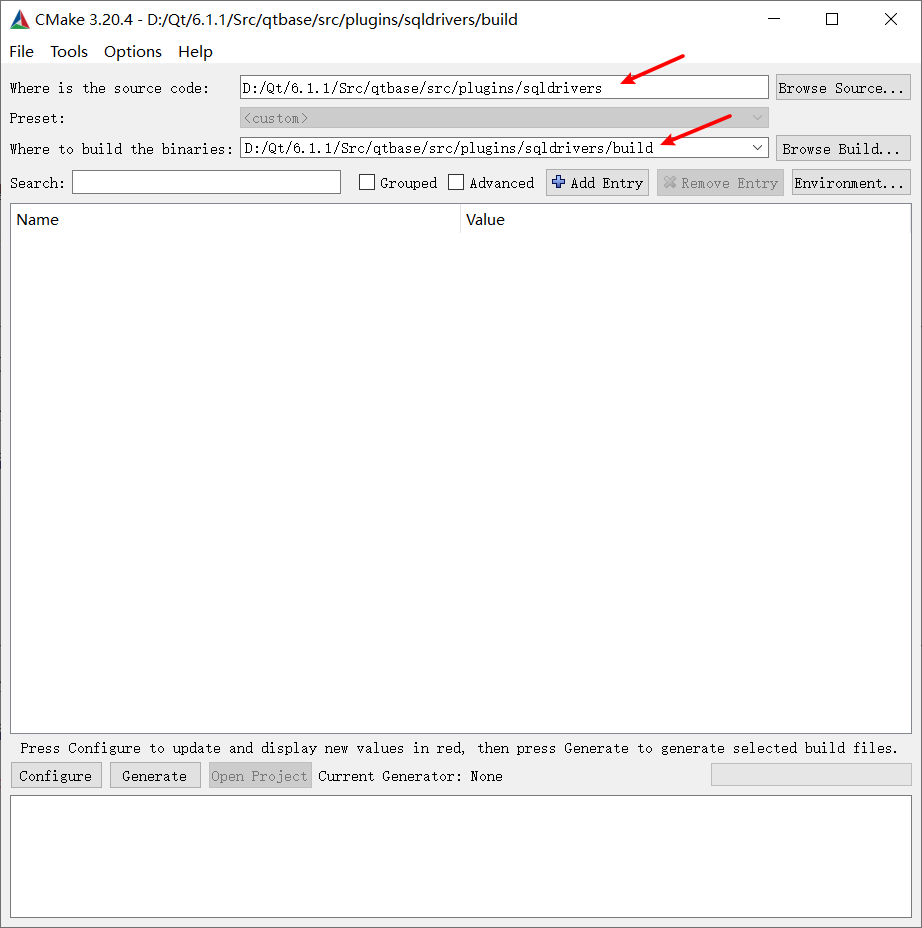 CMake 3.20.4 - D:/Qt/6.1.1/Src/qtbase/src/plugins/sqldrivers/build
File Tools Options Help
Where is the source code: D:/Qt/6.1.1/Src/qtbase/src/plugins/sqldrivers Browse Source...
Preset: <custom>
Where to build the binaries: D:/Qt/6.1.1/Src/qtbase/src/plugins/sqldrivers/build Browse Build...
Search: Grouped Advanced Add Entry Remove Entry Environment...
Name Value
Press Configure to update and display new values in red, then press Generate to generate selected build files.
Configure Generate Open Project Current Generator: None